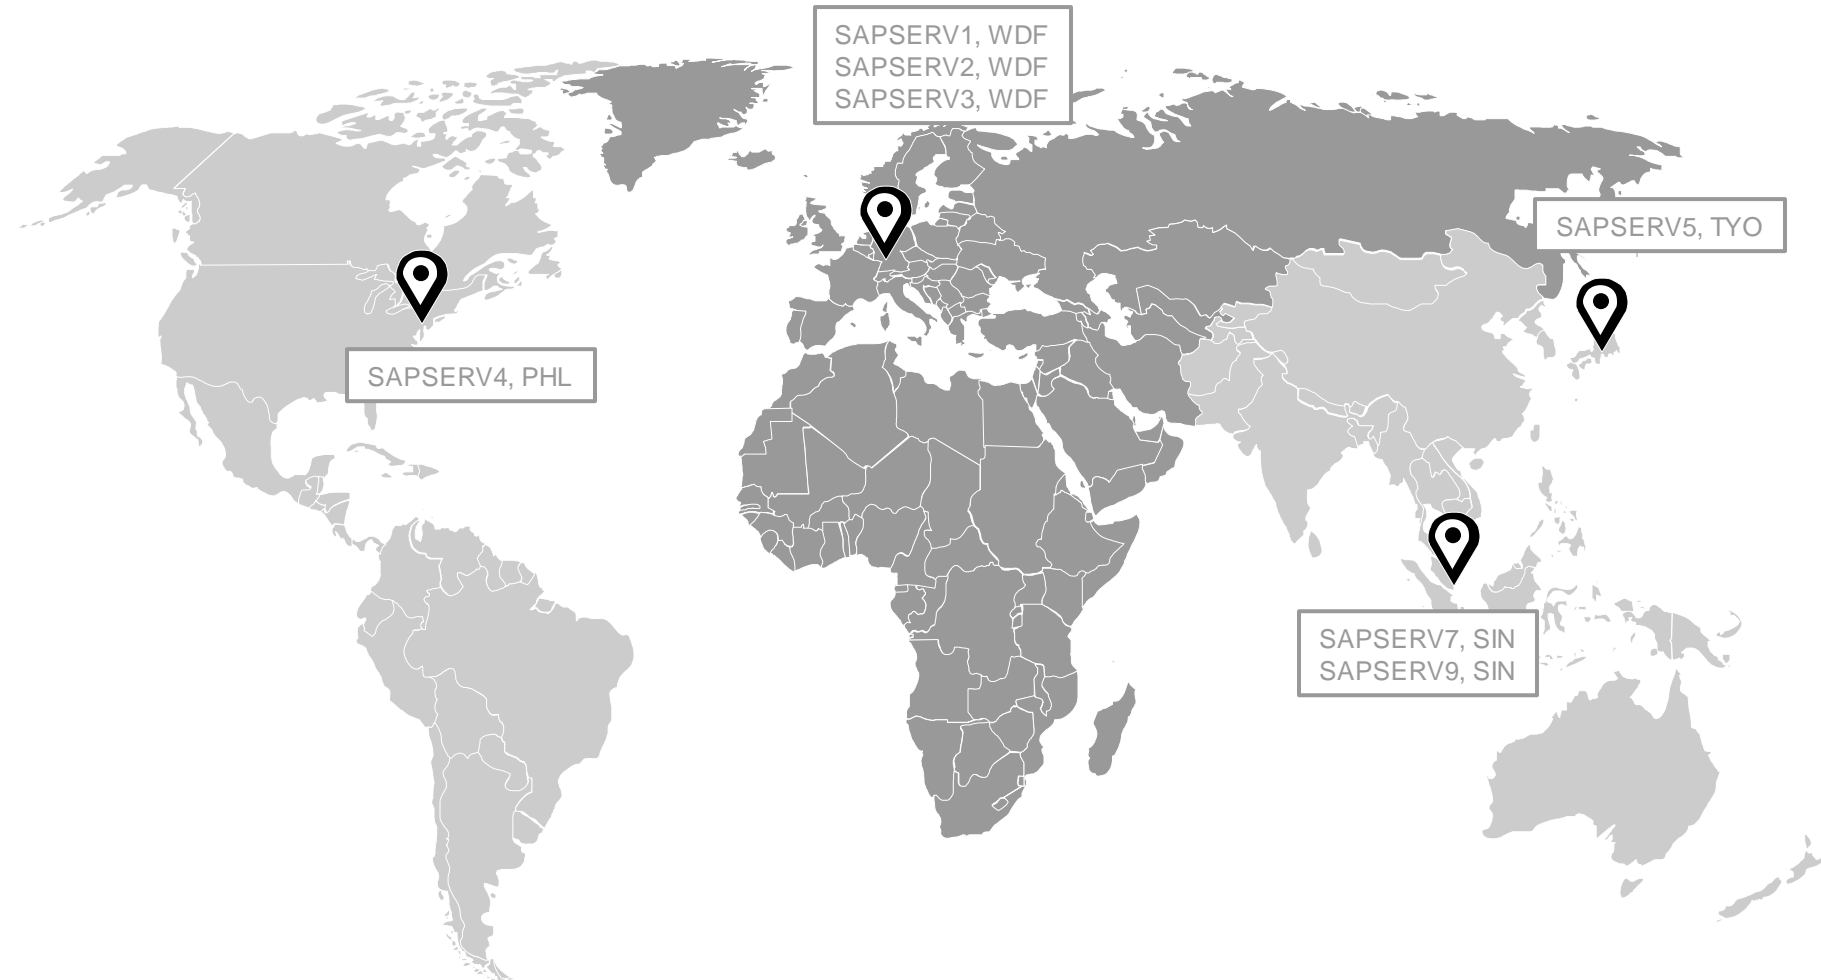 SAPSERV1, WDF
SAPSERV2, WDF
SAPSERV3, WDF
SAPSERV5, TYO
SAPSERV4, PHL
SAPSERV7, SIN
SAPSERV9, SIN